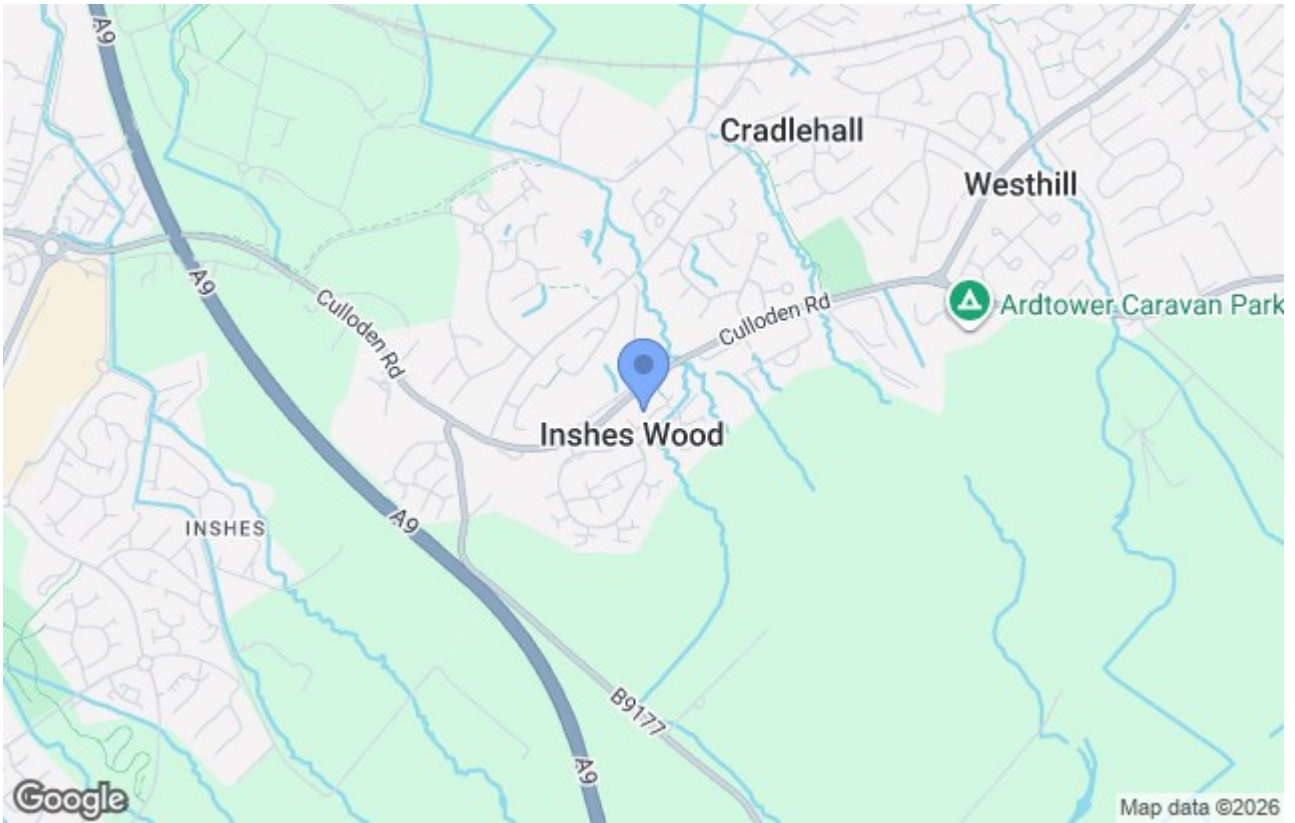 A9
Cradlehall
Westhill
A9
Culloden Rd
Culloden Rd
Ardtower Caravan Park
Inshes Wood
INSHES
A9
B9177
A9
Google
Map data ©2026